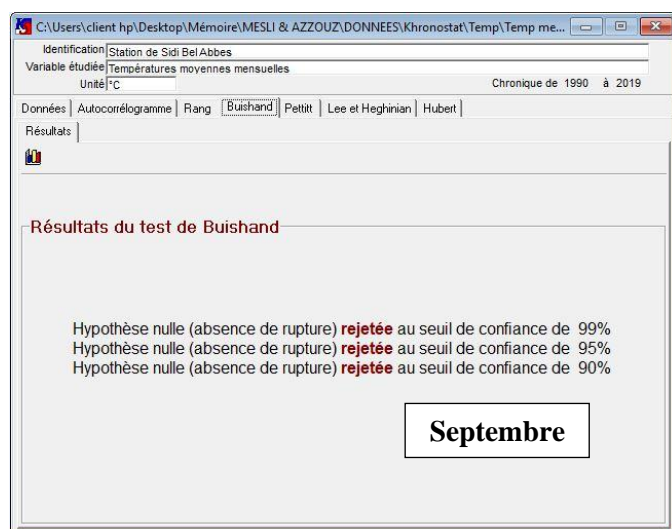 C:\Users\client hp\Desktop\Mémoire\MESLI & AZZOUZ\DONNEES\Khronostat\Temp\Temp me...
Identification Station de Sidi Bel Abbes
Variable étudiée Températures moyennes mensuelles
Unité °C Chronique de 1990 à 2019
Données Autocorrélogramme Rang Buishand Pettitt Lee et Heghinian Hubert
Résultats
Résultats du test de Buishand
Hypothèse nulle (absence de rupture) rejetée au seuil de confiance de 99%
Hypothèse nulle (absence de rupture) rejetée au seuil de confiance de 95%
Hypothèse nulle (absence de rupture) rejetée au seuil de confiance de 90%
Septembre